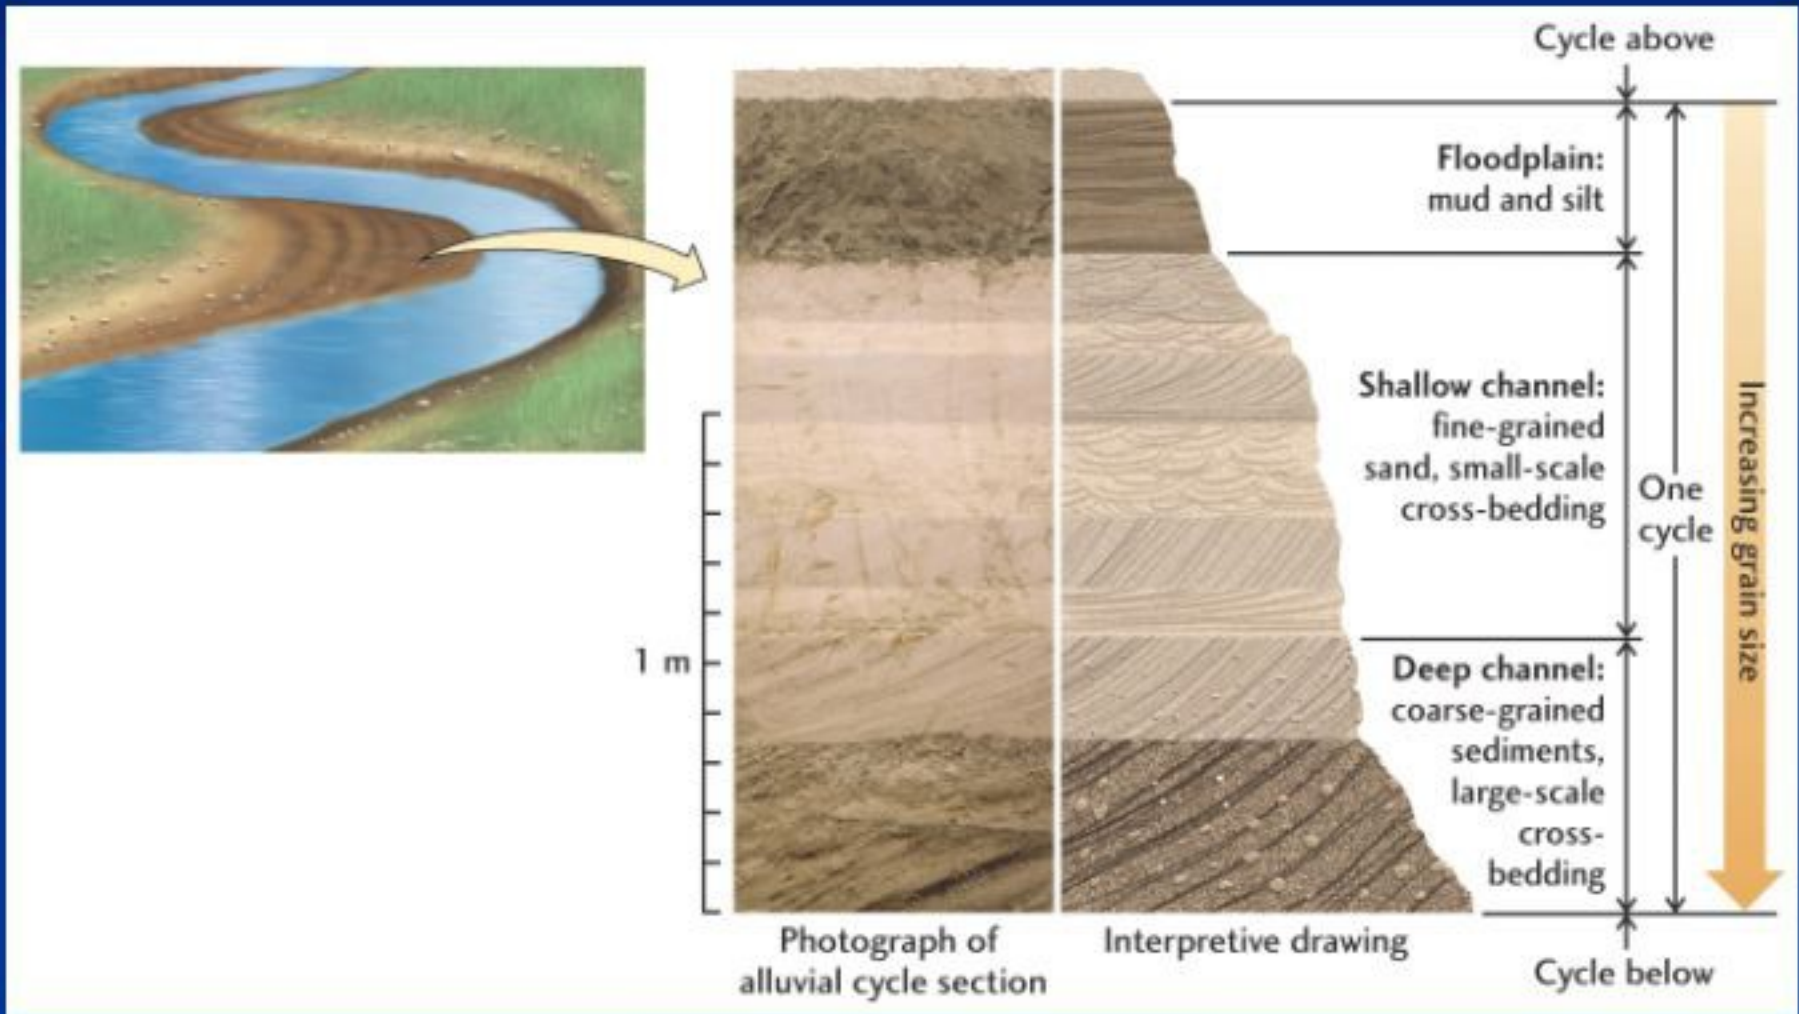 Cycle above
Floodplain:
mud and silt
Shallow channel:
fine-grained
sand, small-scale
cross-bedding
One
cycle
Increasing grain size
1 m
Deep channel:
coarse-grained
sediments,
large-scale
cross-
bedding
Photograph of
alluvial cycle section
Interpretive drawing
Cycle below